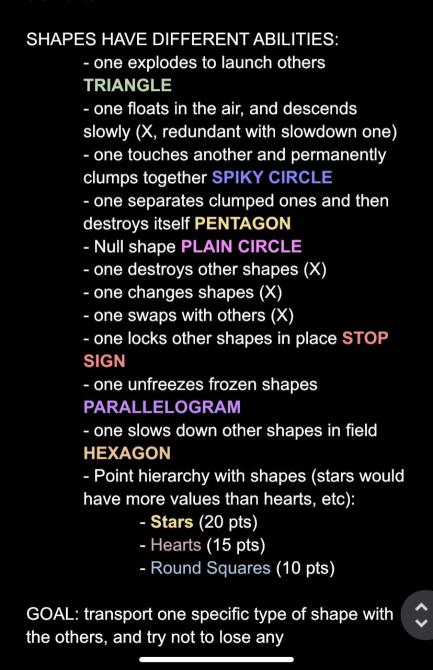 SHAPES HAVE DIFFERENT ABILITIES:
- one explodes to launch others
TRIANGLE
- one floats in the air, and descends
slowly (X, redundant with slowdown one)
- one touches another and permanently
clumps together SPIKY CIRCLE
- one separates clumped ones and then
destroys itself PENTAGON
- Null shape PLAIN CIRCLE
- one destroys other shapes (X)
- one changes shapes (X)
- one swaps with others (X)
- one locks other shapes in place STOP
SIGN
- one unfreezes frozen shapes
PARALLELOGRAM
- one slows down other shapes in field
HEXAGON
- Point hierarchy with shapes (stars would
have more values than hearts, etc):
- Stars (20 pts)
- Hearts (15 pts)
- Round Squares (10 pts)
GOAL: transport one specific type of shape with
the others, and try not to lose any